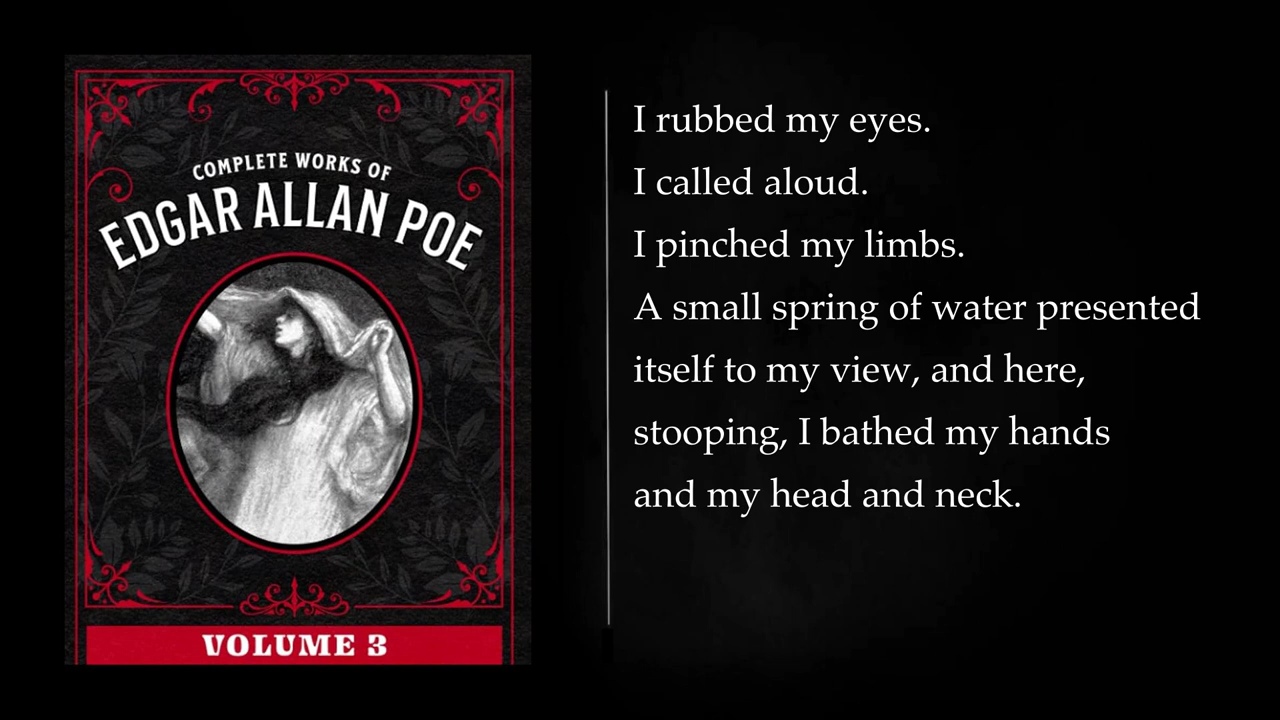 COMPLETE WORKS OF
EDGAR ALLAN POE
VOLUME 3
I rubbed my eyes.
I called aloud.
I pinched my limbs.
A small spring of water presented
itself to my view, and here,
stooping, I bathed my hands
and my head and neck.